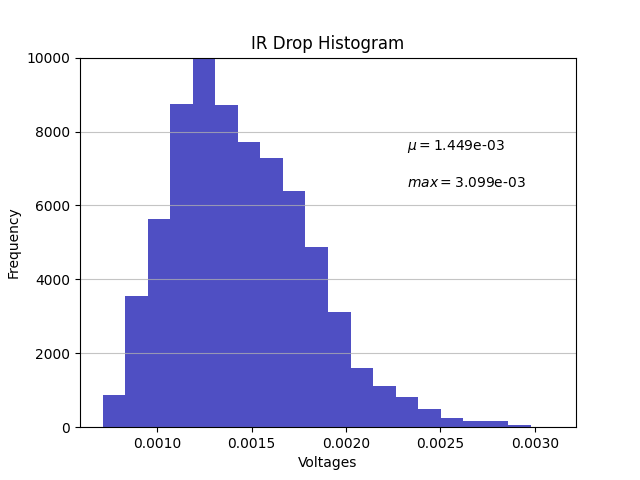 IR Drop Histogram
10000
8000
6000
4000
2000
0
Frequency
μ = 1.449e-03
max = 3.099e-03
0.0010 0.0015 0.0020 0.0025 0.0030
Voltages